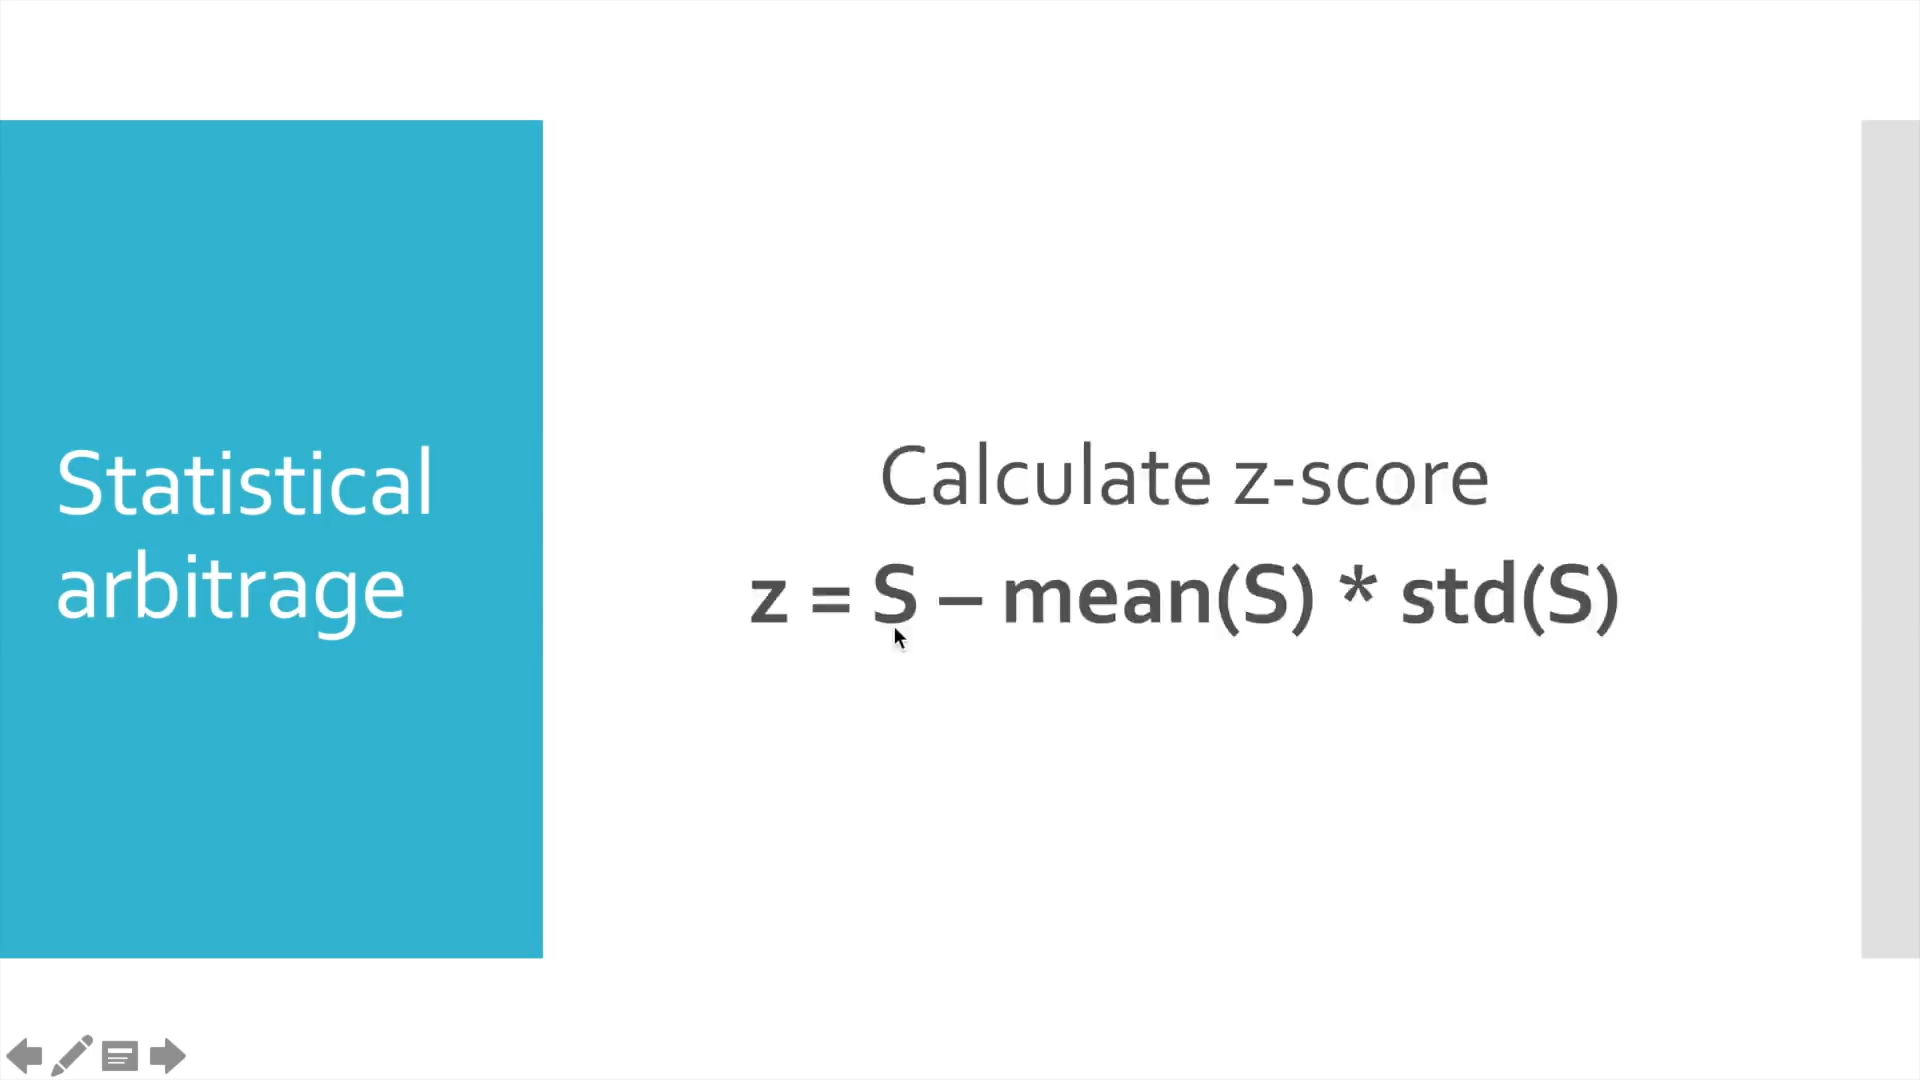 Statistical
arbitrage
Calculate z-score
z = S – mean(S) * std(S)